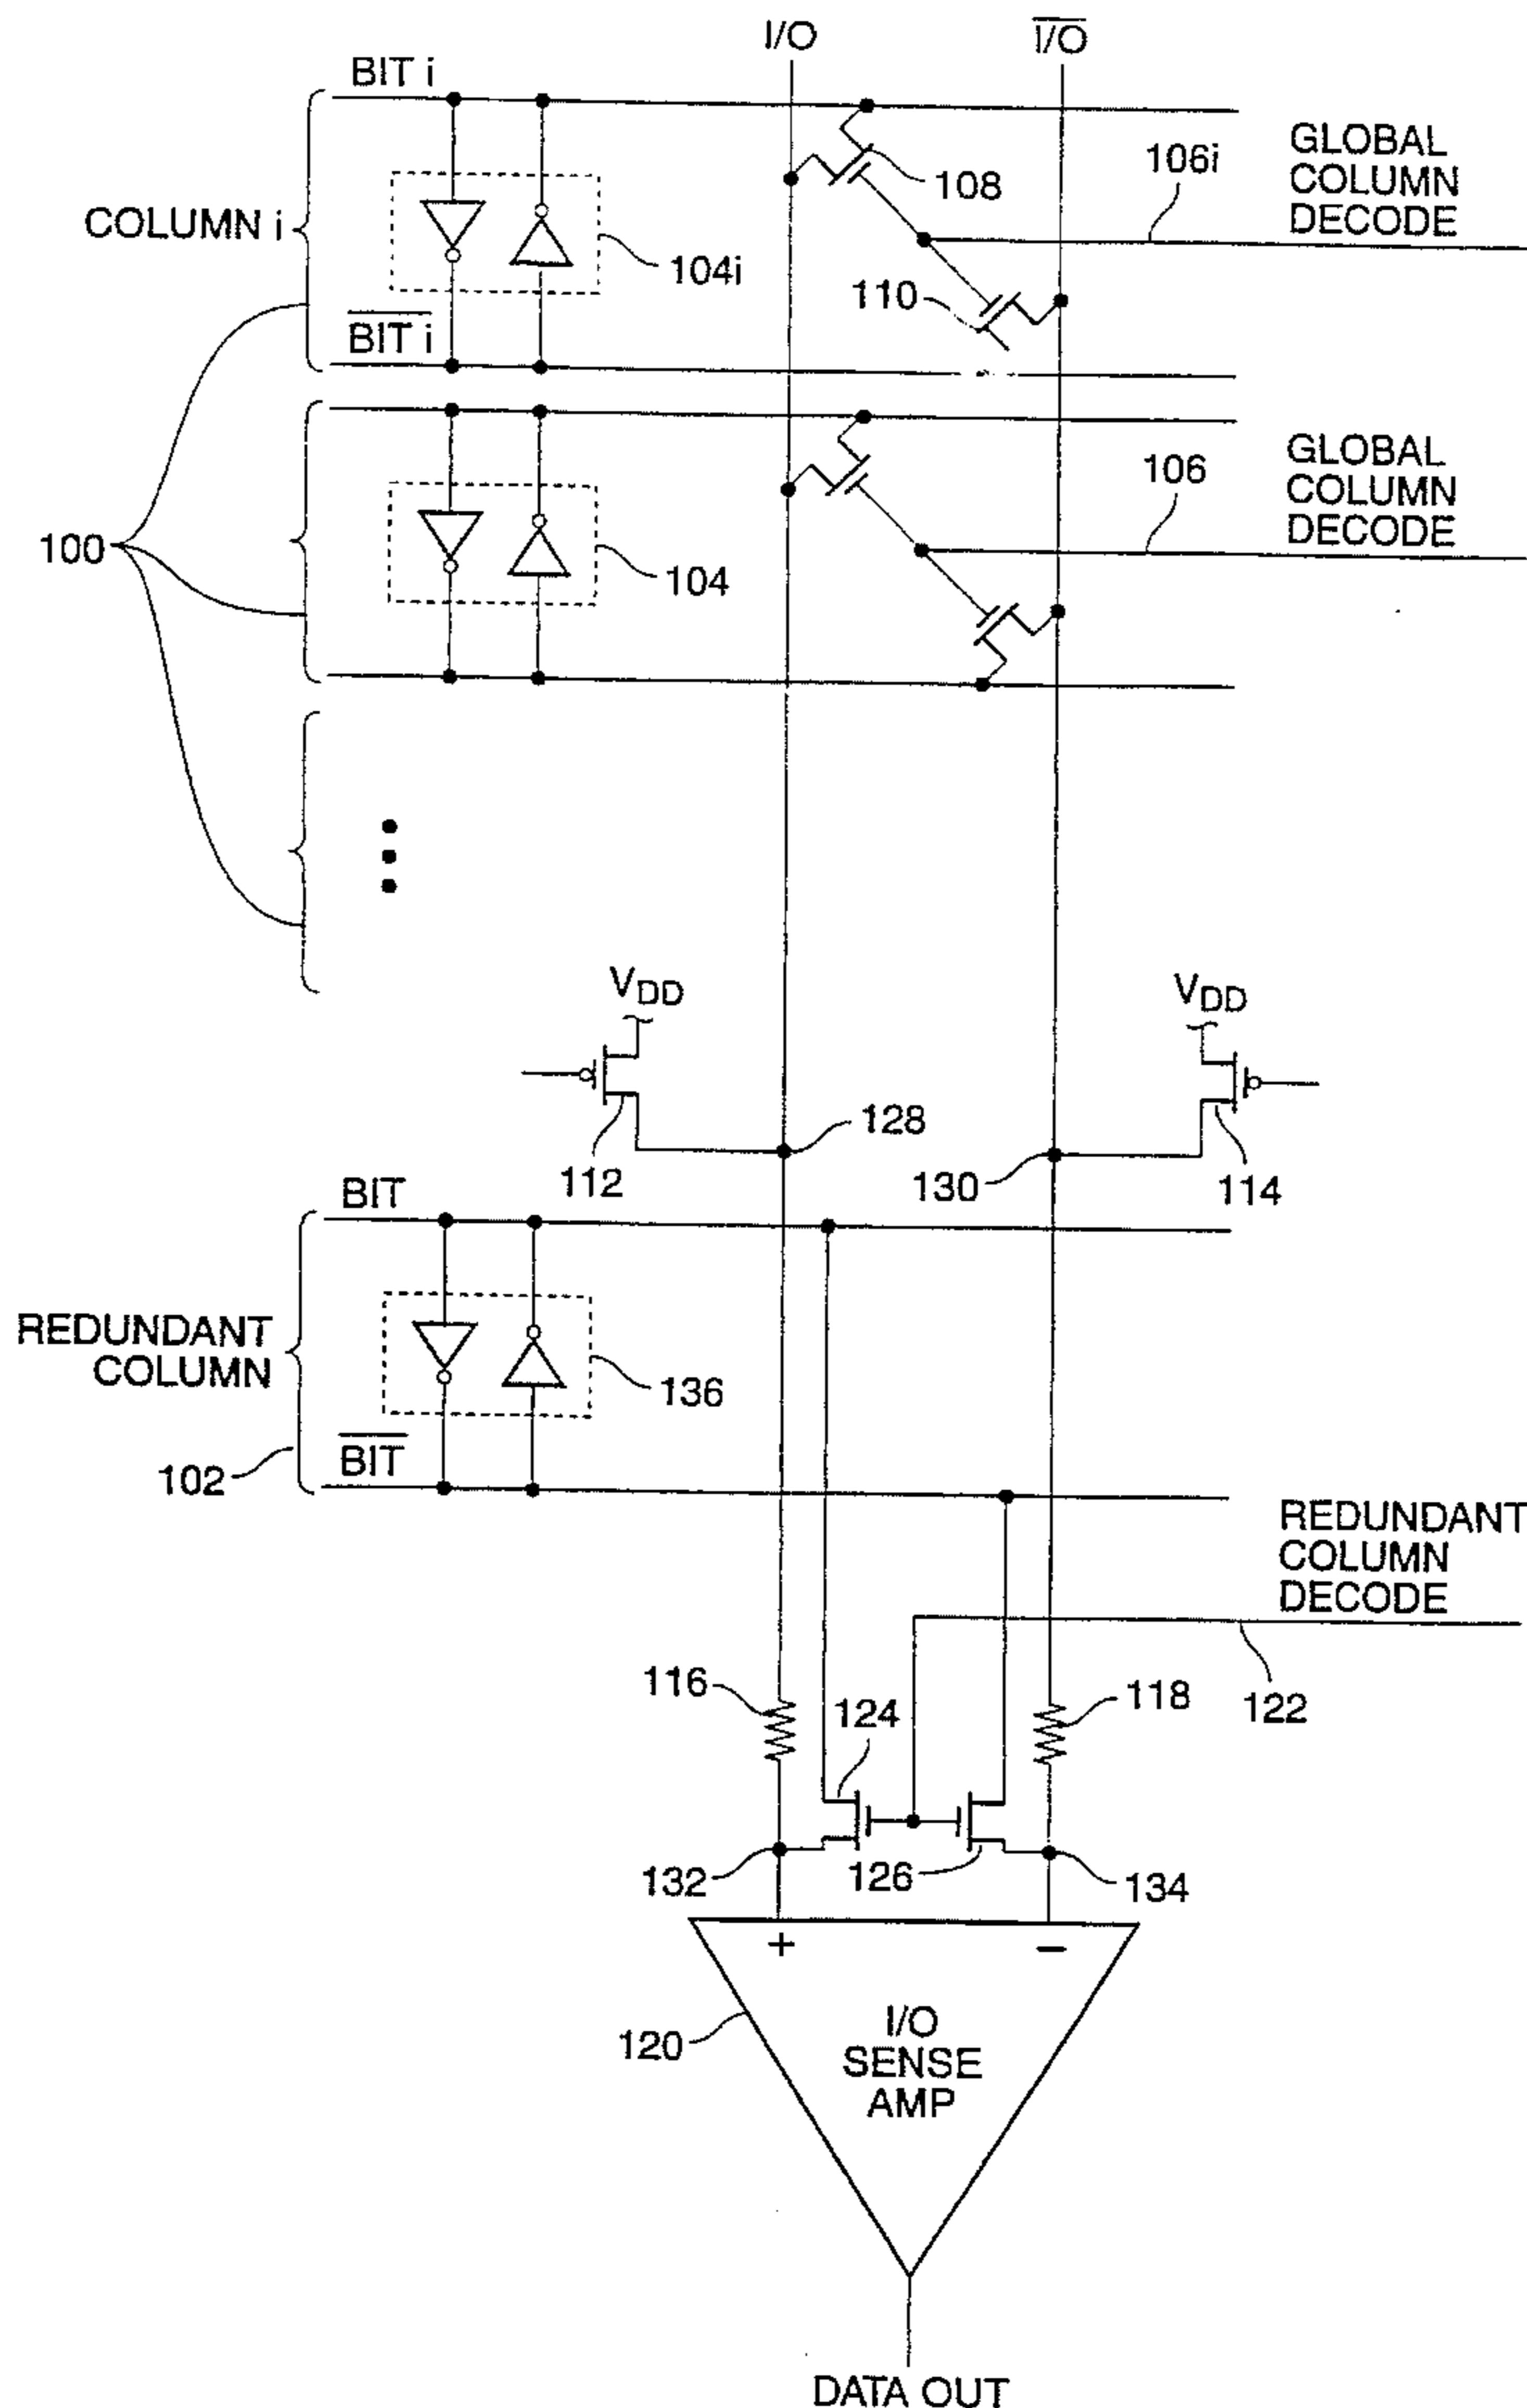 I/O
I/O
BIT i
GLOBAL
COLUMN
DECODE
106i
108
COLUMN i
104i
110
BIT i
GLOBAL
COLUMN
DECODE
106
100
104
VDD
VDD
128
112
130
114
BIT
REDUNDANT
COLUMN
136
BIT
102
REDUNDANT
COLUMN
DECODE
116
124
118
122
132
126
134
+
−
I/O
SENSE
AMP
120
DATA OUT